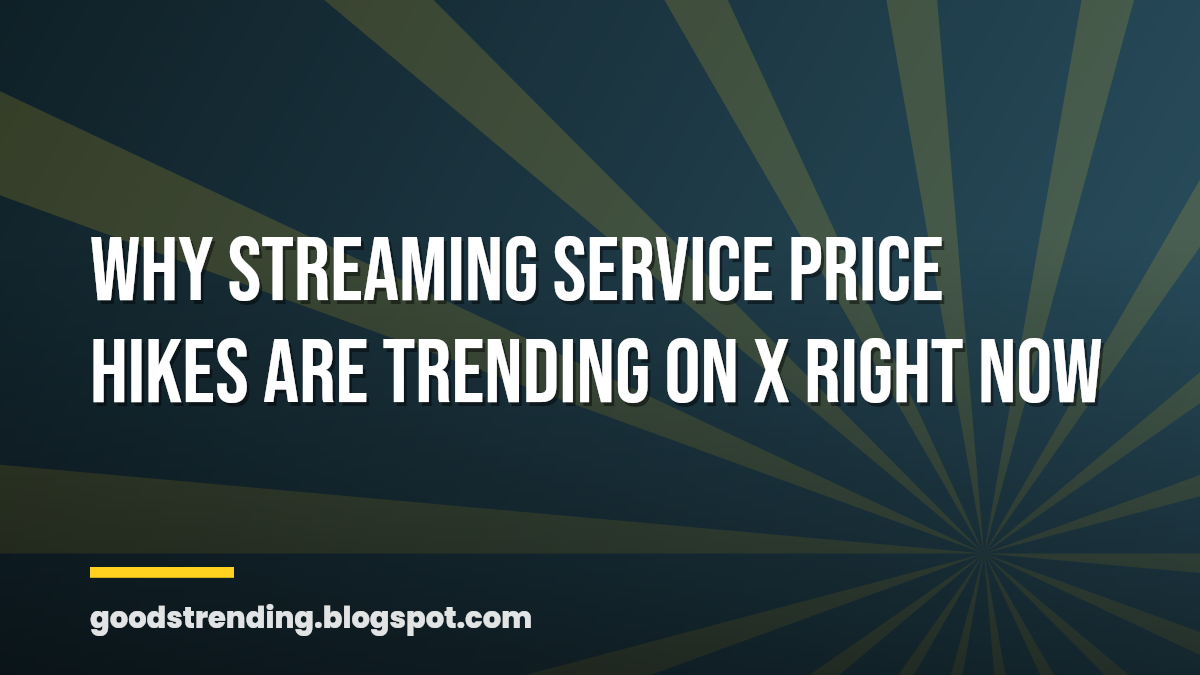 WHY STREAMING SERVICE PRICE
HIKES ARE TRENDING ON X RIGHT NOW
goodstrending.blogspot.com